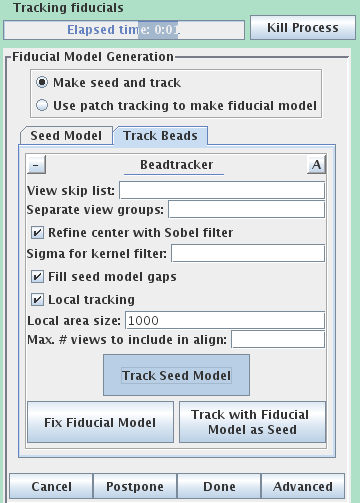 Tracking fiducials
Elapsed time: 0:01
Kill Process
Fiducial Model Generation
Make seed and track
Use patch tracking to make fiducial model
Seed Model
Track Beads
-
Beadtracker
A
View skip list:
Separate view groups:
Refine center with Sobel filter
Sigma for kernel filter:
Fill seed model gaps
Local tracking
Local area size: 1000
Max. # views to include in align:
Track Seed Model
Fix Fiducial Model
Track with Fiducial
Model as Seed
Cancel
Postpone
Done
Advanced